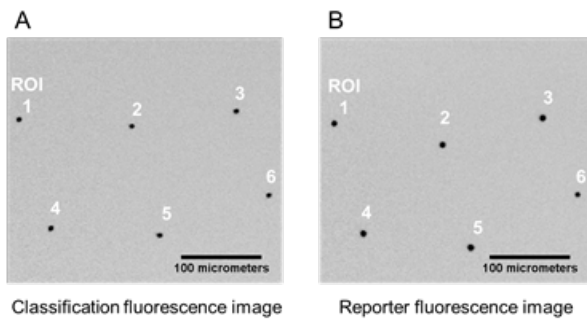 A
ROI
1
2
3
4
5
6
100 micrometers
Classification fluorescence image
B
ROI
1
2
3
4
5
6
100 micrometers
Reporter fluorescence image